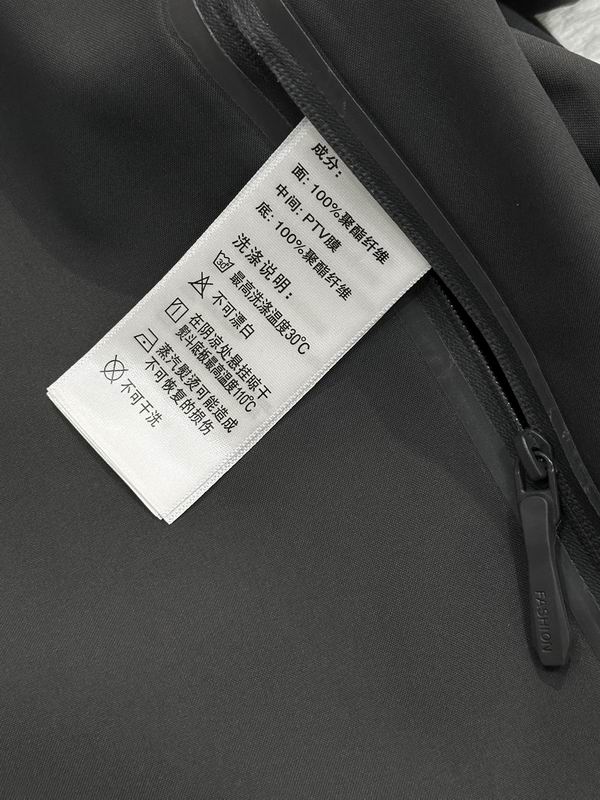 成分：
面: 100%聚酯纤维
中间: PTV膜
底: 100%聚酯纤维
洗涤说明：
30 最高洗涤温度30℃
不可漂白
在阴凉处悬挂晾干
熨斗底板最高温度110℃
蒸汽熨烫可能造成
不可恢复的损伤
不可干洗
FASHION